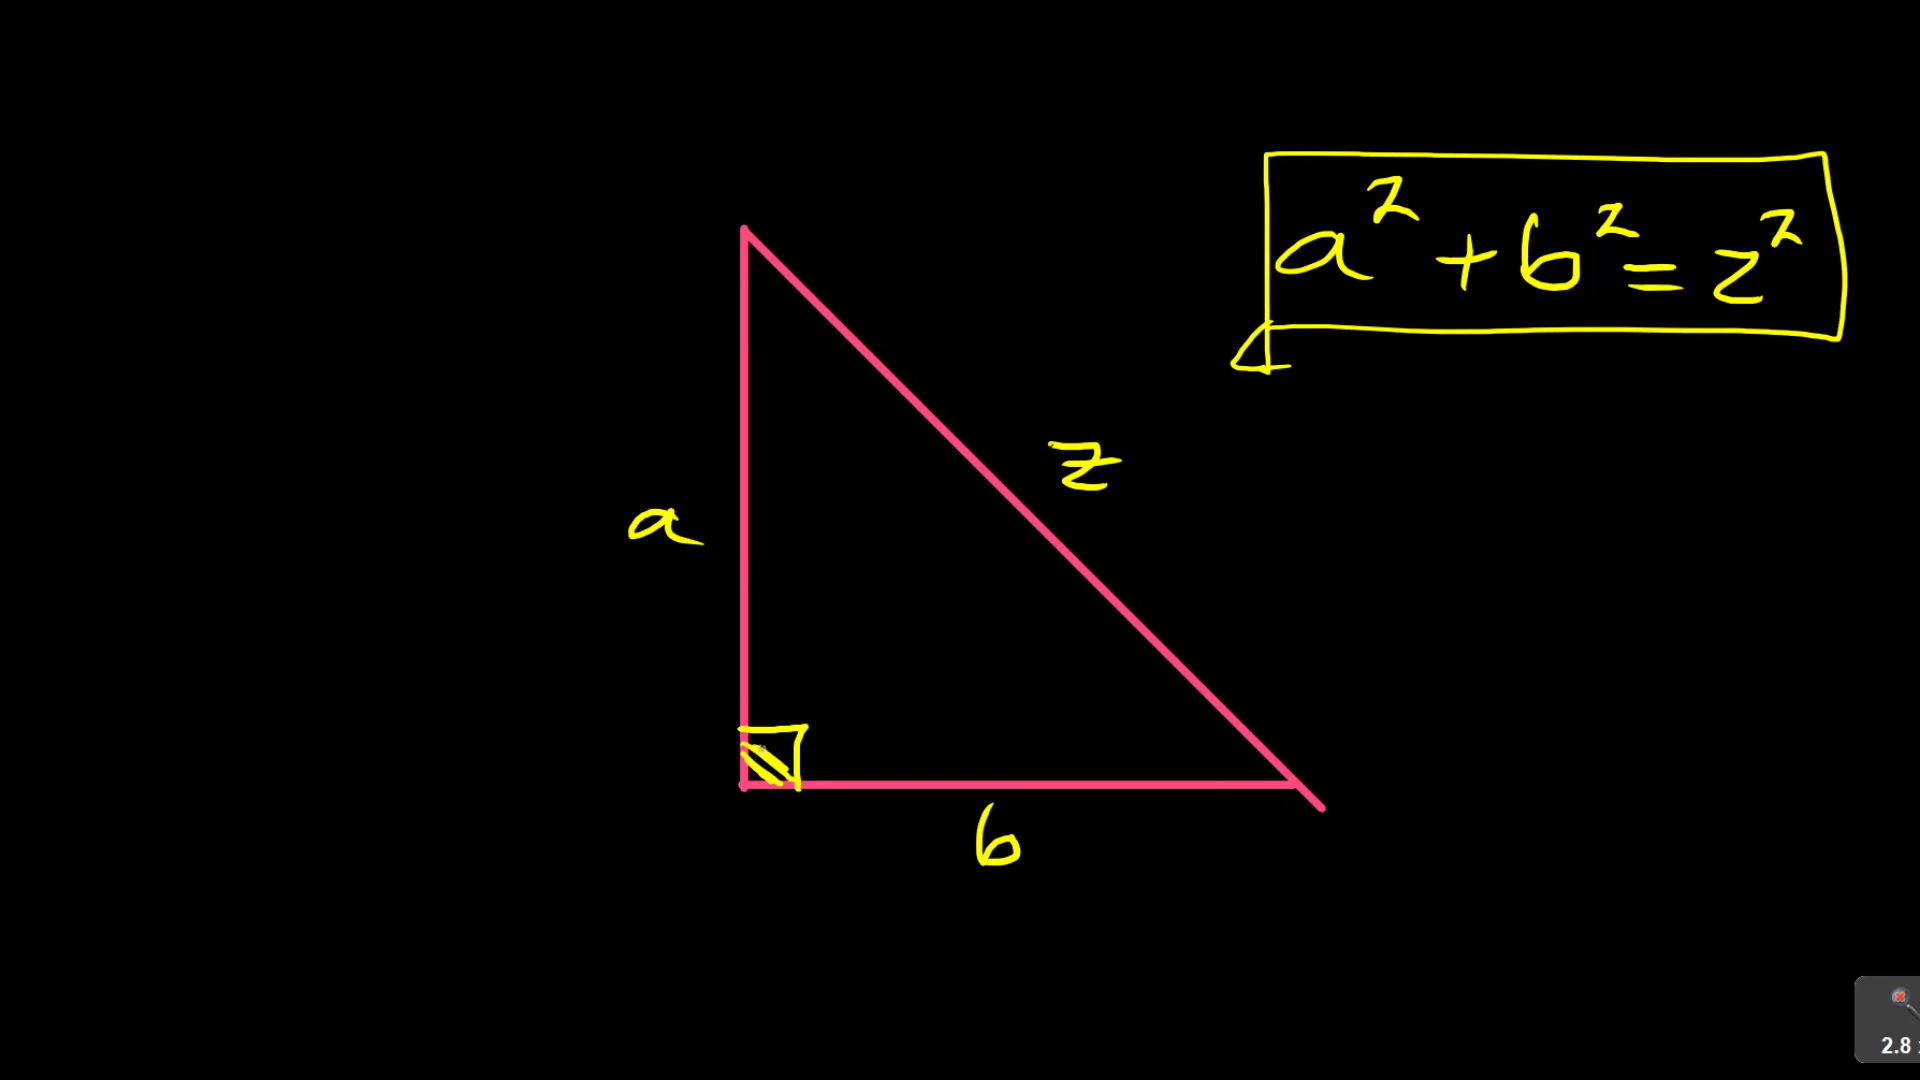 a² + b² = z²
z
a
b
2.8